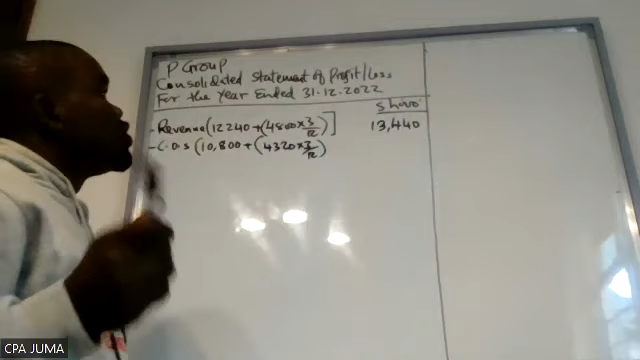 P Group
Consolidated Statement of Profit/Loss
For the Year Ended 31.12.2022
Sh'000'
- Revenue (12240 + (4800 x 3/12)] 13,440
- C.O.S (10,800 + (4320 x 3/12)
CPA JUMA